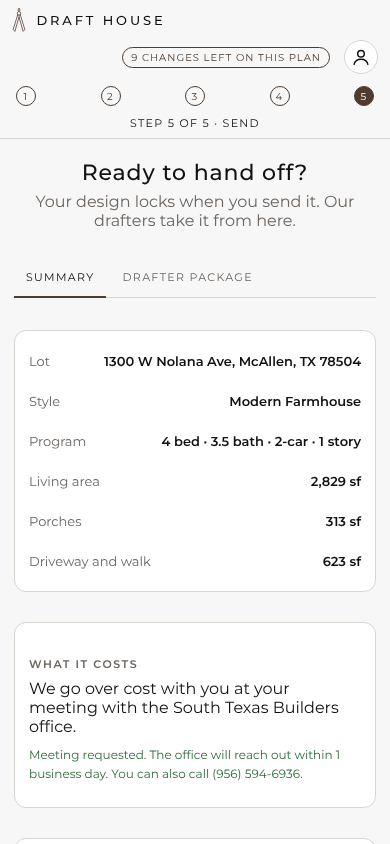 DRAFT HOUSE
9 CHANGES LEFT ON THIS PLAN
1 2 3 4 5
STEP 5 OF 5 · SEND
Ready to hand off?
Your design locks when you send it. Our
drafters take it from here.
SUMMARY DRAFTER PACKAGE
Lot 1300 W Nolana Ave, McAllen, TX 78504
Style Modern Farmhouse
Program 4 bed · 3.5 bath · 2-car · 1 story
Living area 2,829 sf
Porches 313 sf
Driveway and walk 623 sf
WHAT IT COSTS
We go over cost with you at your
meeting with the South Texas Builders
office.
Meeting requested. The office will reach out within 1
business day. You can also call (956) 594-6936.